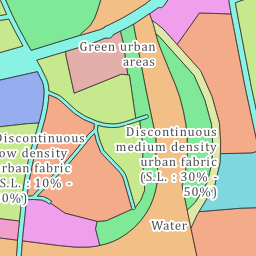 Green urban
areas
Discontinuous
medium density
urban fabric
(S.L. : 30% -
50%)
Discontinuous
low density
urban fabric
(S.L. : 10% -
30%)
Water